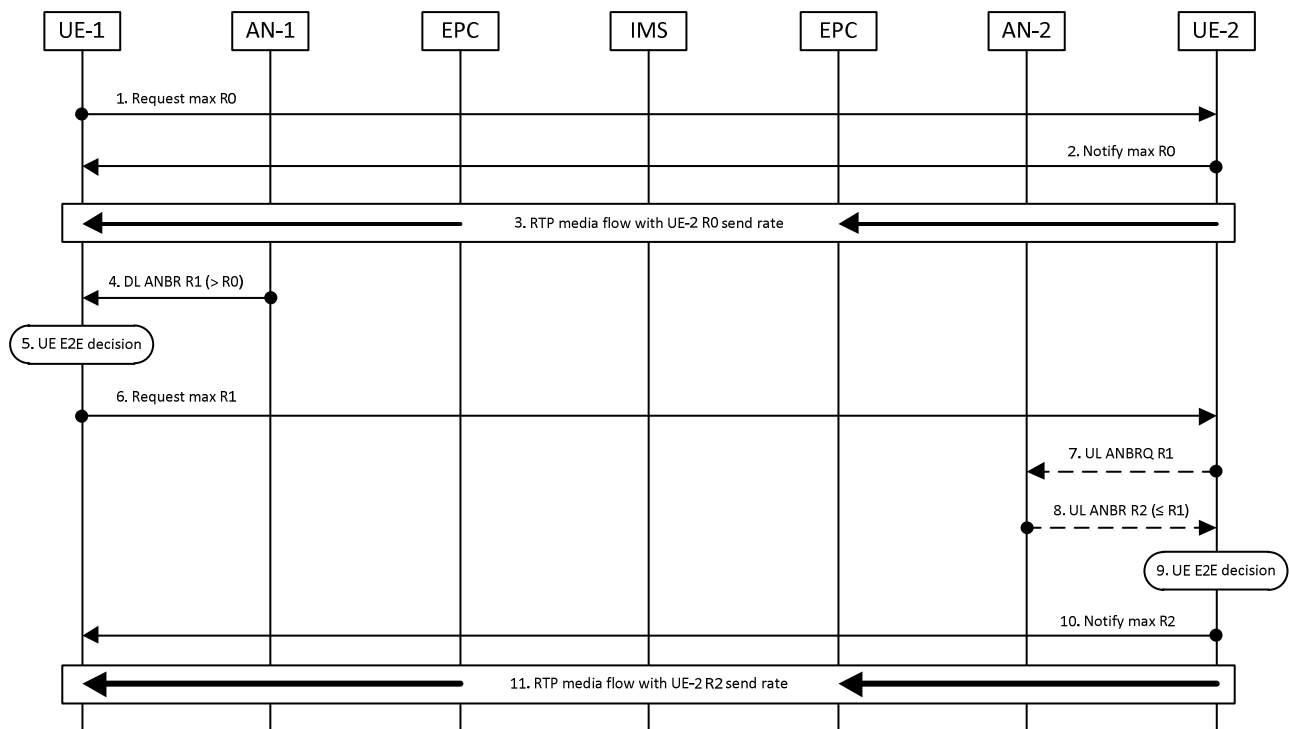 UE-1
AN-1
EPC
IMS
EPC
AN-2
UE-2
1. Request max R0
2. Notify max R0
3. RTP media flow with UE-2 R0 send rate
4. DL ANBR R1 (> R0)
5. UE E2E decision
6. Request max R1
7. UL ANBRQ R1
8. UL ANBR R2 (≤ R1)
9. UE E2E decision
10. Notify max R2
11. RTP media flow with UE-2 R2 send rate